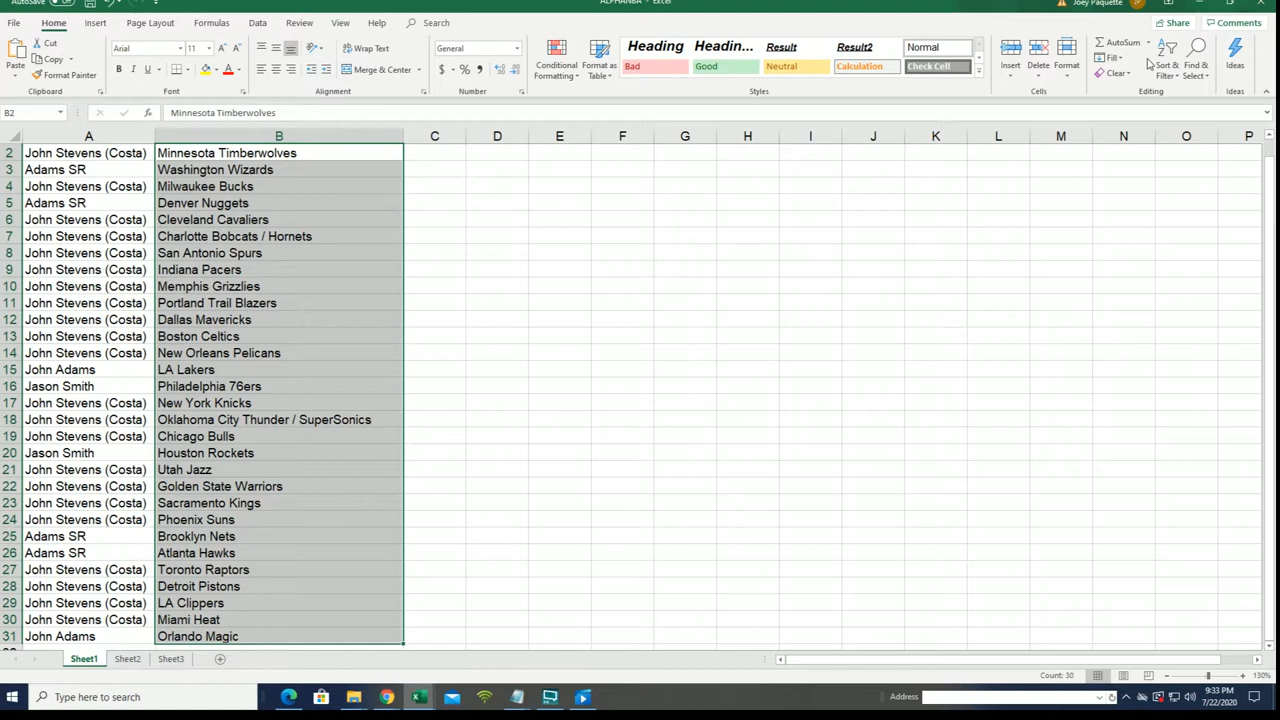 AutoSave Off ALPHANBA - Excel Joey Paquette JP
File Home Insert Page Layout Formulas Data Review View Help Search Share Comments
Paste Cut Copy Format Painter Clipboard
Arial 11 A A B I U A Font
Wrap Text Merge & Center Alignment
General $ % , Number
Conditional Formatting Format as Table
Heading Headin... Result Result2 Normal
Bad Good Neutral Calculation Check Cell
Styles
Insert Delete Format Cells
AutoSum Fill Clear Sort & Filter Find & Select Editing
Ideas Ideas
B2 fx Minnesota Timberwolves
A B C D E F G H I J K L M N O P
2 John Stevens (Costa) Minnesota Timberwolves
3 Adams SR Washington Wizards
4 John Stevens (Costa) Milwaukee Bucks
5 Adams SR Denver Nuggets
6 John Stevens (Costa) Cleveland Cavaliers
7 John Stevens (Costa) Charlotte Bobcats / Hornets
8 John Stevens (Costa) San Antonio Spurs
9 John Stevens (Costa) Indiana Pacers
10 John Stevens (Costa) Memphis Grizzlies
11 John Stevens (Costa) Portland Trail Blazers
12 John Stevens (Costa) Dallas Mavericks
13 John Stevens (Costa) Boston Celtics
14 John Stevens (Costa) New Orleans Pelicans
15 John Adams LA Lakers
16 Jason Smith Philadelphia 76ers
17 John Stevens (Costa) New York Knicks
18 John Stevens (Costa) Oklahoma City Thunder / SuperSonics
19 John Stevens (Costa) Chicago Bulls
20 Jason Smith Houston Rockets
21 John Stevens (Costa) Utah Jazz
22 John Stevens (Costa) Golden State Warriors
23 John Stevens (Costa) Sacramento Kings
24 John Stevens (Costa) Phoenix Suns
25 Adams SR Brooklyn Nets
26 Adams SR Atlanta Hawks
27 John Stevens (Costa) Toronto Raptors
28 John Stevens (Costa) Detroit Pistons
29 John Stevens (Costa) LA Clippers
30 John Stevens (Costa) Miami Heat
31 John Adams Orlando Magic
Sheet1 Sheet2 Sheet3
Count: 30 130%
Type here to search Address 9:33 PM
7/22/2020